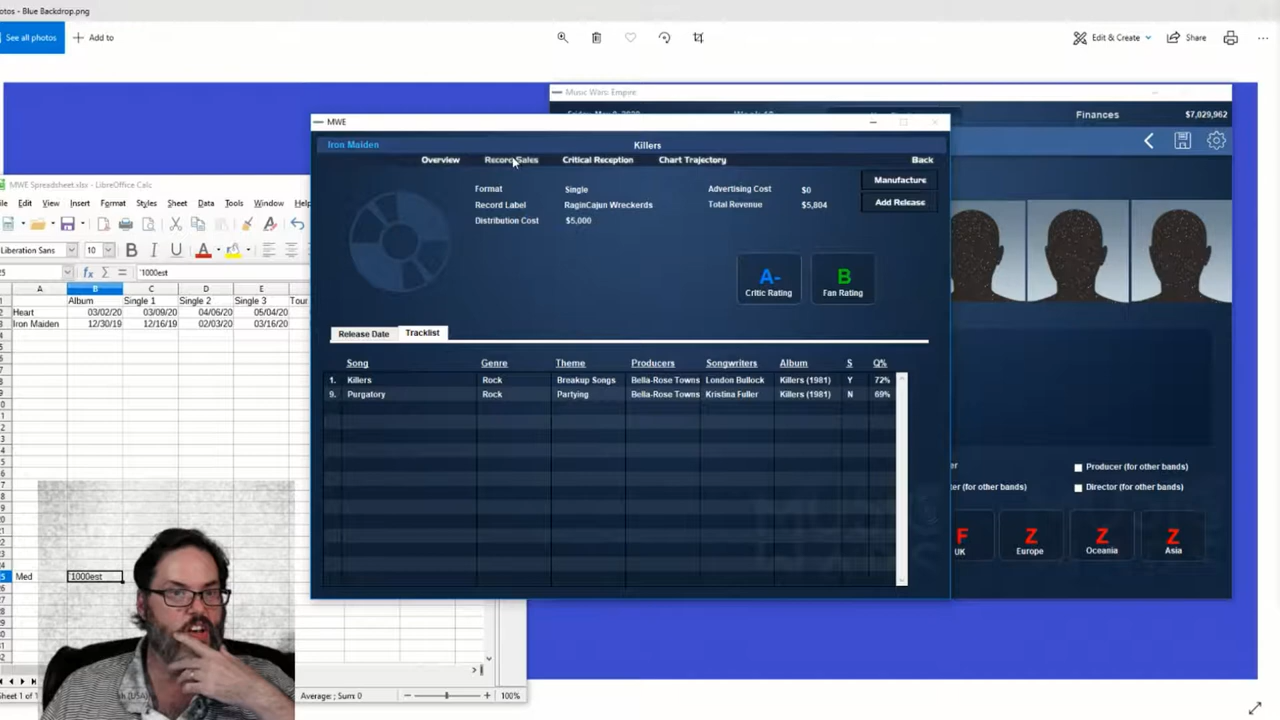 otos - Blue Backdrop.png
See all photos
Add to
Edit & Create
Share
Music Wars: Empire
Finances
$7,029,962
MWE
Iron Maiden
Killers
Overview
Record Sales
Critical Reception
Chart Trajectory
Back
Format
Single
Advertising Cost
$0
Manufacture
Record Label
RaginCajun Wreckerds
Total Revenue
$5,804
Add Release
Distribution Cost
$5,000
A-
Critic Rating
B
Fan Rating
Release Date
Tracklist
Song Genre Theme Producers Songwriters Album S Q%
1. Killers Rock Breakup Songs Bella-Rose Towns London Bullock Killers (1981) Y 72%
9. Purgatory Rock Partying Bella-Rose Towns Kristina Fuller Killers (1981) N 69%
Producer (for other bands)
ter (for other bands)
Director (for other bands)
F
UK
Z
Europe
Z
Oceania
Z
Asia
MWE Spreadsheet.xlsx - LibreOffice Calc
File Edit View Insert Format Styles Sheet Data Tools Window
Liberation Sans
10
'1000est
A B C D E
Album Single 1 Single 2 Single 3 Tour
Heart 03/02/20 03/09/20 04/06/20 05/04/20
Iron Maiden 12/30/19 12/16/19 02/03/20 03/16/20
Med '1000est
Sheet 1 of 1
Average: ; Sum: 0
100%